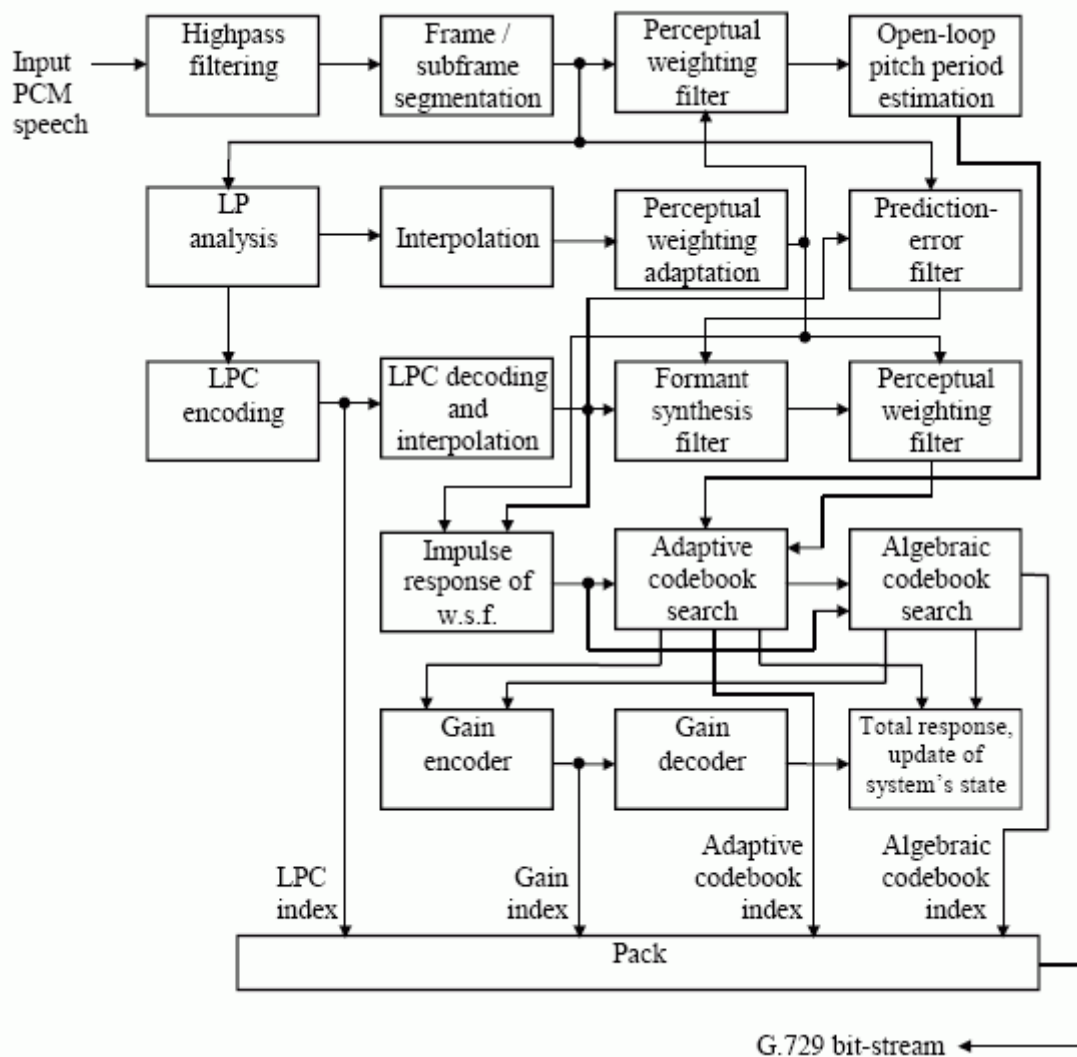 Input
PCM
speech
Highpass
filtering
Frame /
subframe
segmentation
Perceptual
weighting
filter
Open-loop
pitch period
estimation
LP
analysis
Interpolation
Perceptual
weighting
adaptation
Prediction-
error
filter
LPC
encoding
LPC decoding
and
interpolation
Formant
synthesis
filter
Perceptual
weighting
filter
Impulse
response of
w.s.f.
Adaptive
codebook
search
Algebraic
codebook
search
Gain
encoder
Gain
decoder
Total response,
update of
system's state
LPC
index
Gain
index
Adaptive
codebook
index
Algebraic
codebook
index
Pack
G.729 bit-stream